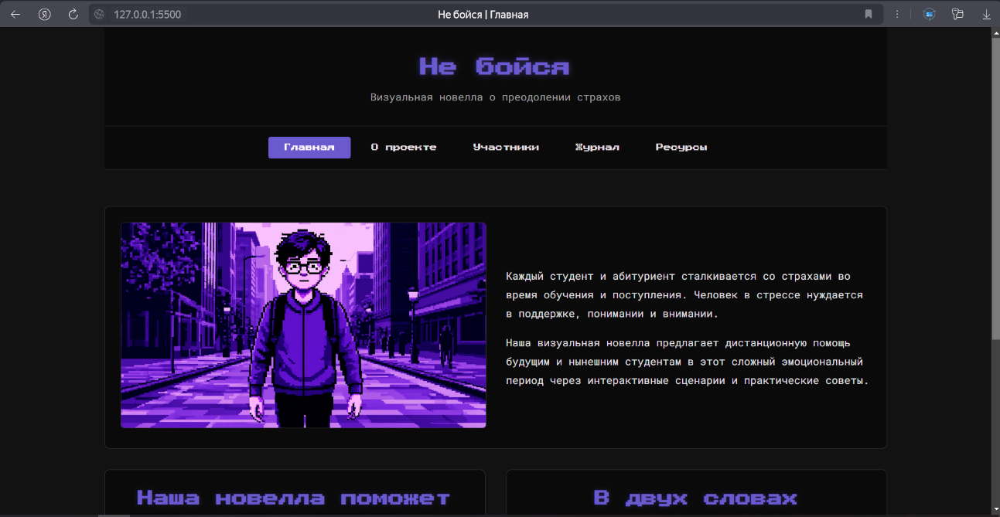 127.0.0.1:5500
Не бойся | Главная
Не бойся
Визуальная новелла о преодолении страхов
Главная
О проекте
Участники
Журнал
Ресурсы
Каждый студент и абитуриент сталкивается со страхами во
время обучения и поступления. Человек в стрессе нуждается
в поддержке, понимании и внимании.
Наша визуальная новелла предлагает дистанционную помощь
будущим и нынешним студентам в этот сложный эмоциональный
период через интерактивные сценарии и практические советы.
Наша новелла поможет
В двух словах